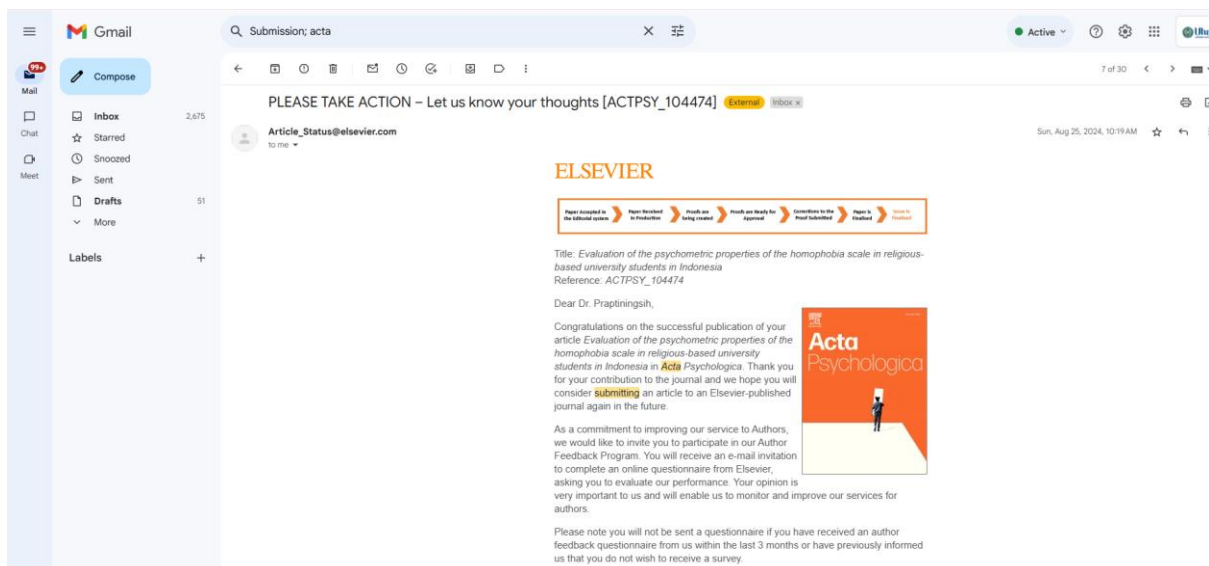 Gmail
Submission; acta
Active
99+
Mail
Compose
7 of 30
Chat
Meet
Inbox 2,675
Starred
Snoozed
Sent
Drafts 51
More
Labels
PLEASE TAKE ACTION – Let us know your thoughts [ACTPSY_104474] External Inbox x
Article_Status@elsevier.com
to me
Sun, Aug 25, 2024, 10:19 AM
ELSEVIER
Paper Accepted in the Editorial system
Paper Received in Production
Proofs are being created
Proofs are Ready for Approval
Corrections to the Proof Submitted
Paper is Finalised
Issue is Finalised
Title: Evaluation of the psychometric properties of the homophobia scale in religious-
based university students in Indonesia
Reference: ACTPSY_104474
Dear Dr. Praptiningsih,
Congratulations on the successful publication of your
article Evaluation of the psychometric properties of the
homophobia scale in religious-based university
students in Indonesia in Acta Psychologica. Thank you
for your contribution to the journal and we hope you will
consider submitting an article to an Elsevier-published
journal again in the future.
Acta
Psychologica
As a commitment to improving our service to Authors,
we would like to invite you to participate in our Author
Feedback Program. You will receive an e-mail invitation
to complete an online questionnaire from Elsevier,
asking you to evaluate our performance. Your opinion is
very important to us and will enable us to monitor and improve our services for
authors.
Please note you will not be sent a questionnaire if you have received an author
feedback questionnaire from us within the last 3 months or have previously informed
us that you do not wish to receive a survey.